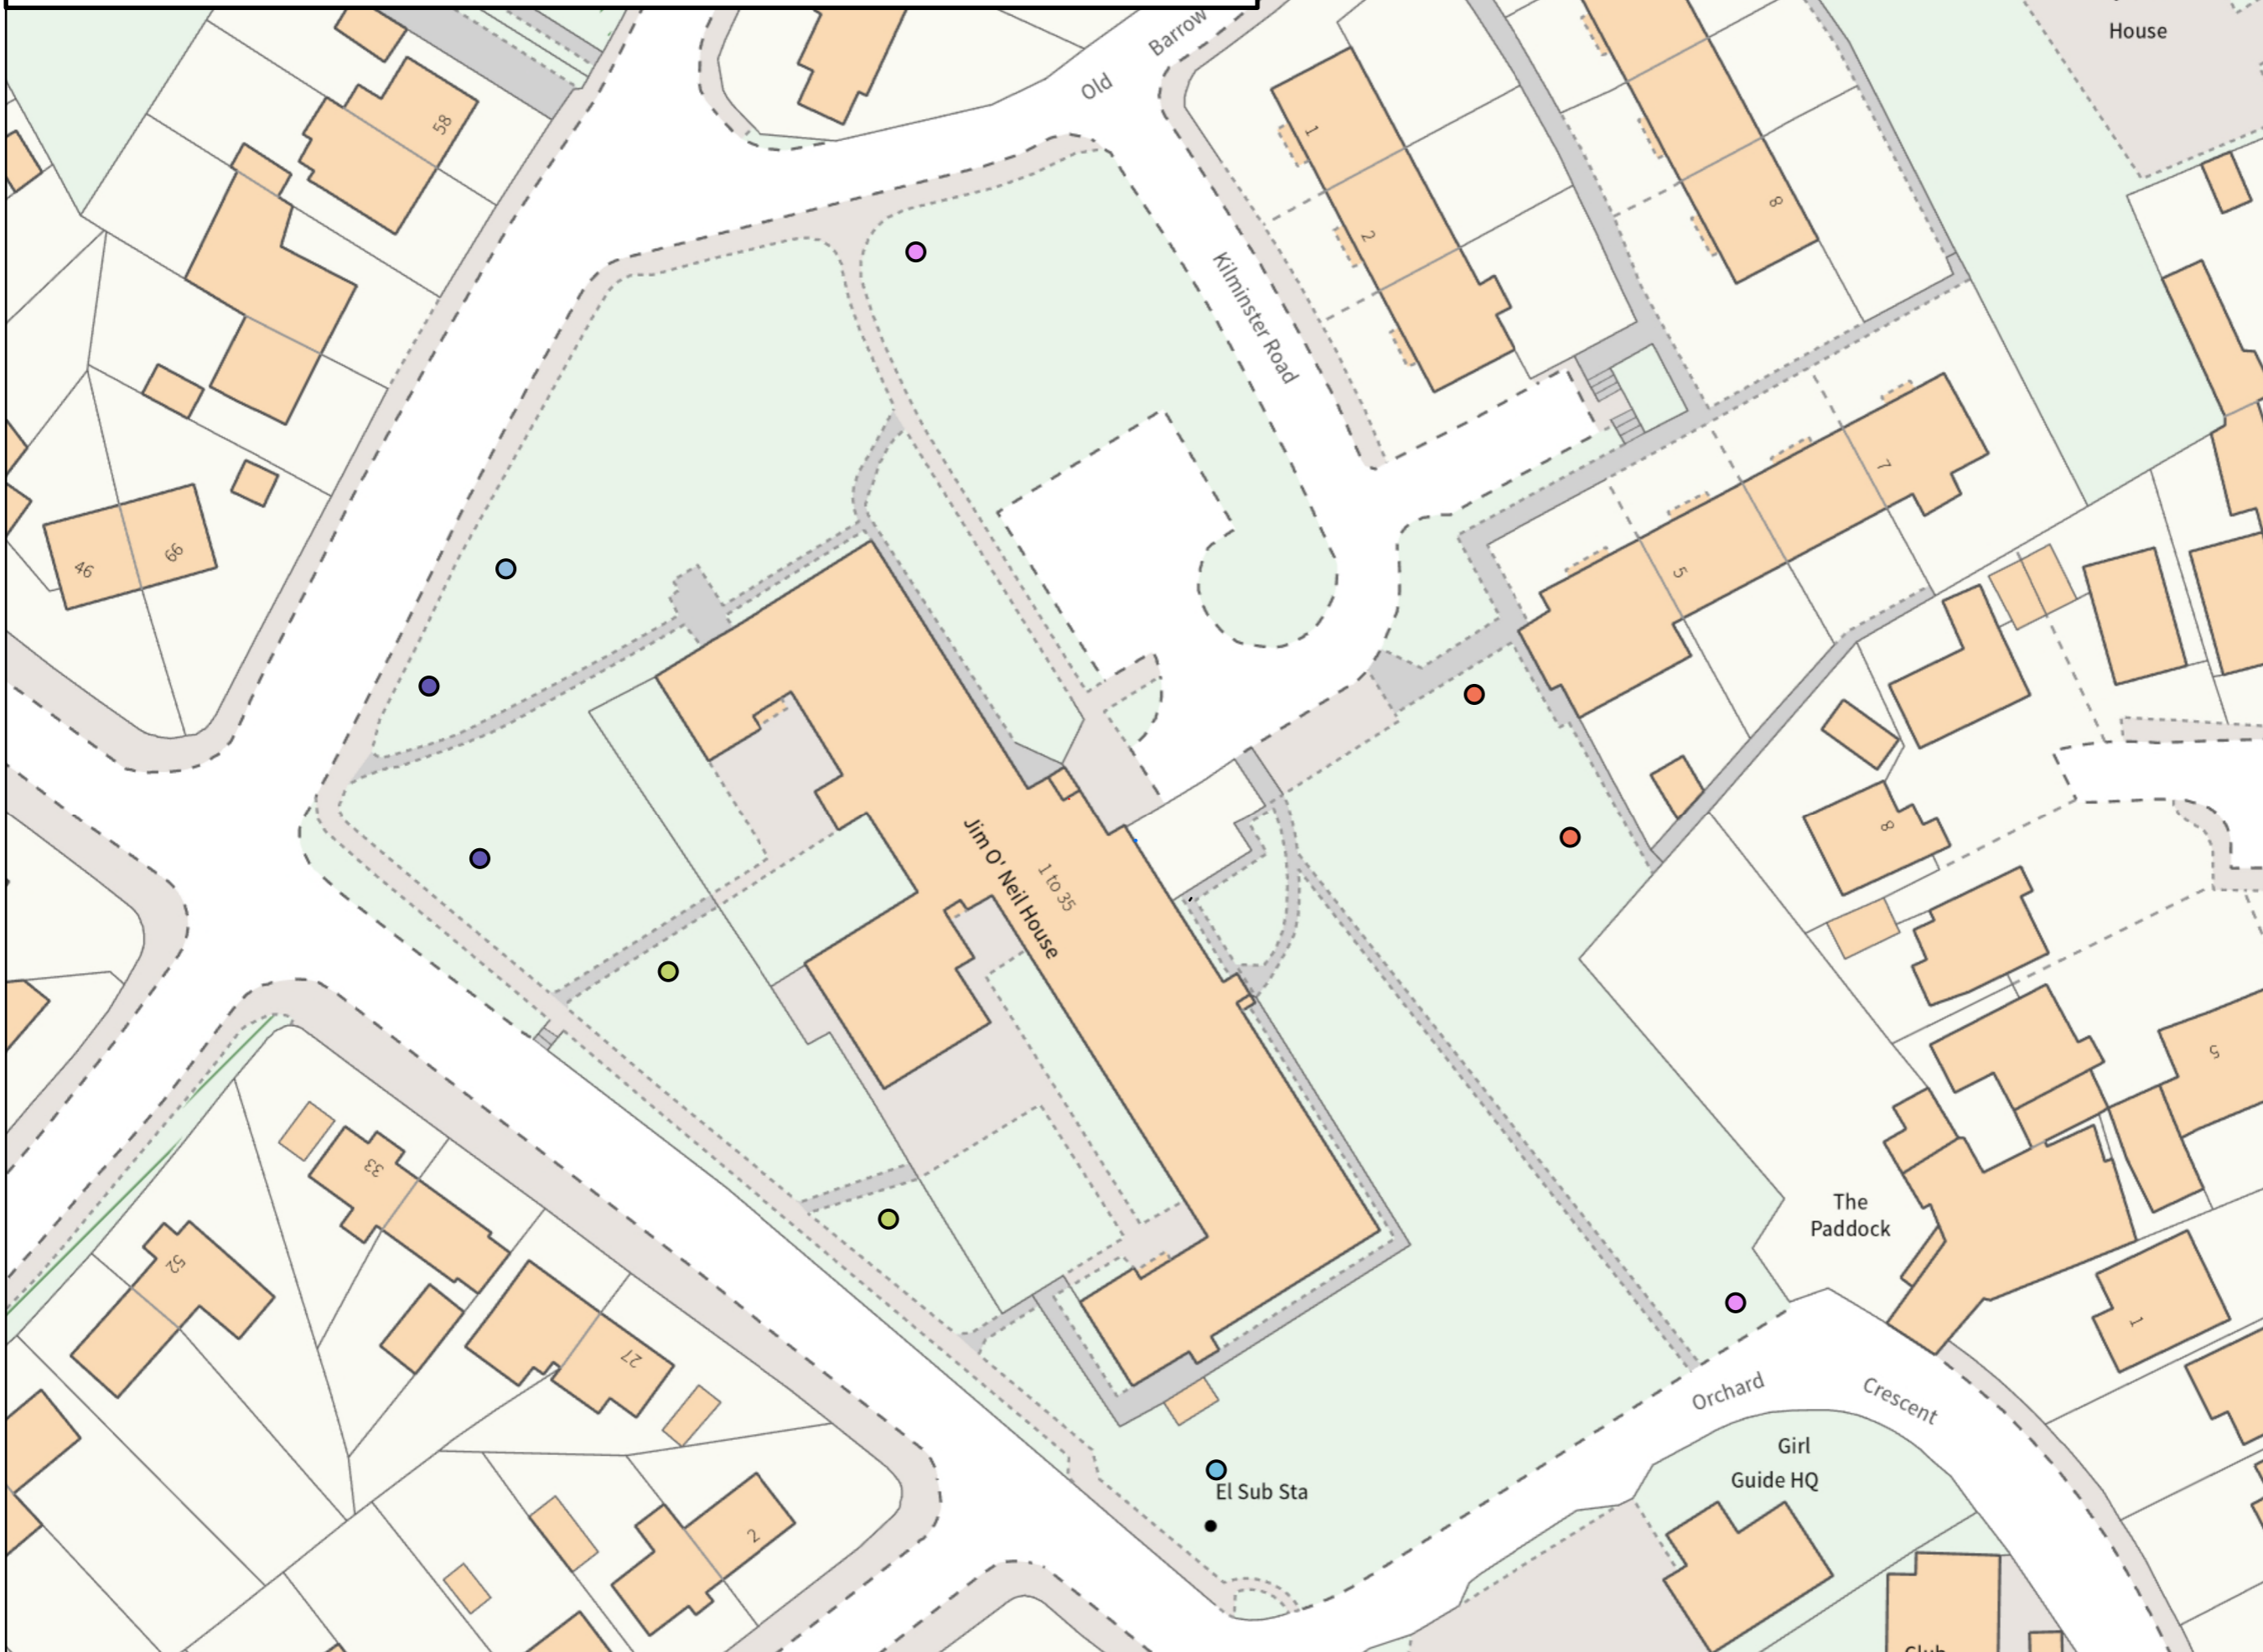 House
Barrow
Old
58
1
8
2
Kilminster Road
7
46
66
5
8
Jim O' Neil House
1 to 35
5
33
The
Paddock
52
1
27
Orchard
Crescent
Girl
Guide HQ
El Sub Sta
2